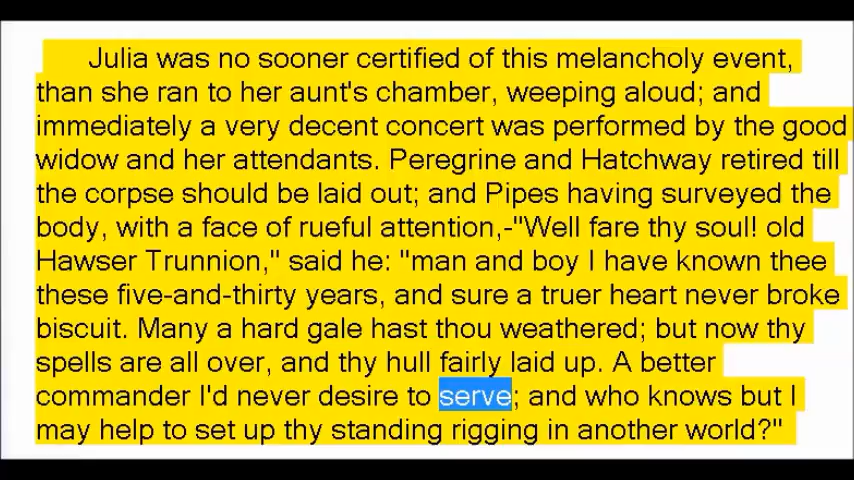 Julia was no sooner certified of this melancholy event,
than she ran to her aunt's chamber, weeping aloud; and
immediately a very decent concert was performed by the good
widow and her attendants. Peregrine and Hatchway retired till
the corpse should be laid out; and Pipes having surveyed the
body, with a face of rueful attention,-"Well fare thy soul! old
Hawser Trunnion," said he: "man and boy I have known thee
these five-and-thirty years, and sure a truer heart never broke
biscuit. Many a hard gale hast thou weathered; but now thy
spells are all over, and thy hull fairly laid up. A better
commander I'd never desire to serve; and who knows but I
may help to set up thy standing rigging in another world?"